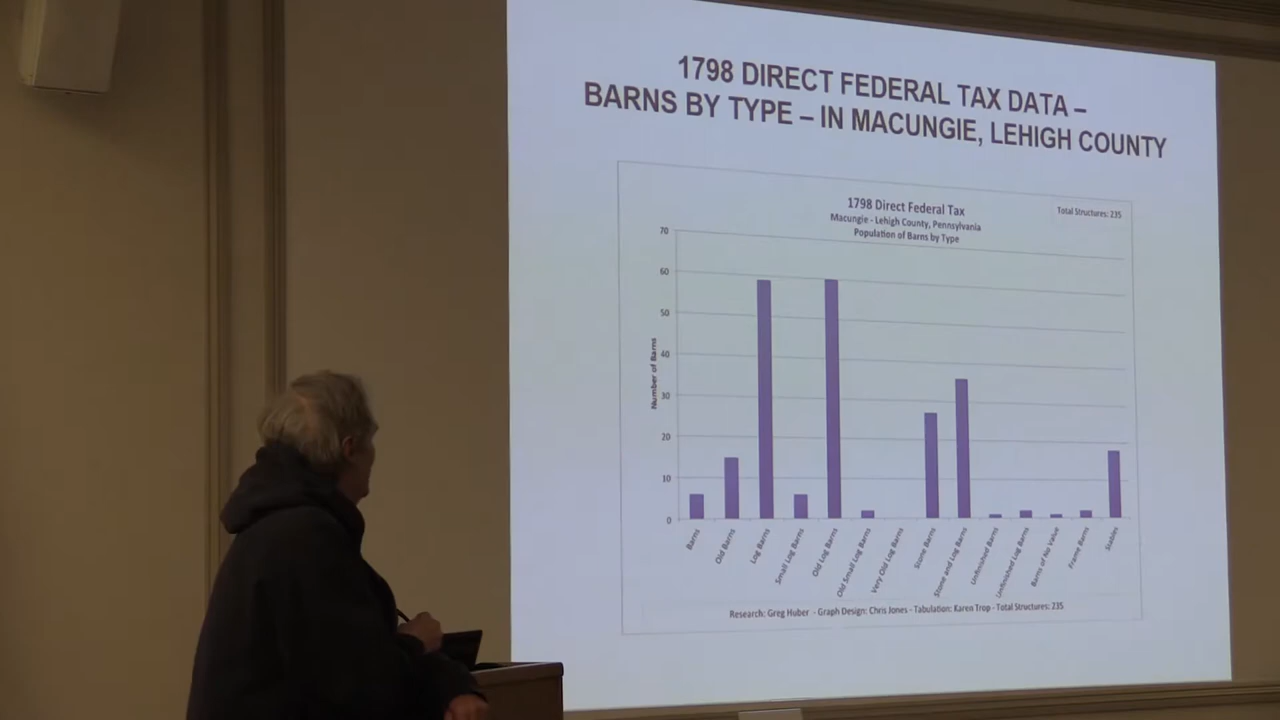 1798 DIRECT FEDERAL TAX DATA –
BARNS BY TYPE – IN MACUNGIE, LEHIGH COUNTY
1798 Direct Federal Tax
Macungie - Lehigh County, Pennsylvania
Population of Barns by Type
Total Structures: 235
Number of Barns
70
60
50
40
30
20
10
0
Barns
Old Barns
Log Barns
Small Log Barns
Old Log Barns
Old Small Log Barns
Very Old Log Barns
Stone Barns
Stone and Log Barns
Unfinished Barns
Unfinished Log Barns
Barns of No Value
Frame Barns
Stables
Research: Greg Huber - Graph Design: Chris Jones - Tabulation: Karen Trop - Total Structures: 235